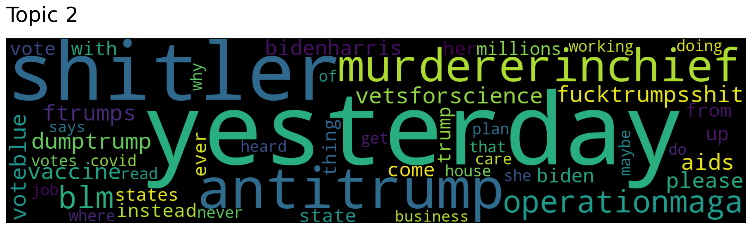 Topic 2
vote with bidenharris her millions working doing
shitler why of murdererinchief
vetsforscience fucktrumpsshit
ftrumps yesterday from
voteblue dumptrump says ever heard thing get trump plan that up
votes covid care maybe do aids
vaccine read come house she biden please
job blm states antitrump operationmaga
where instead never state business